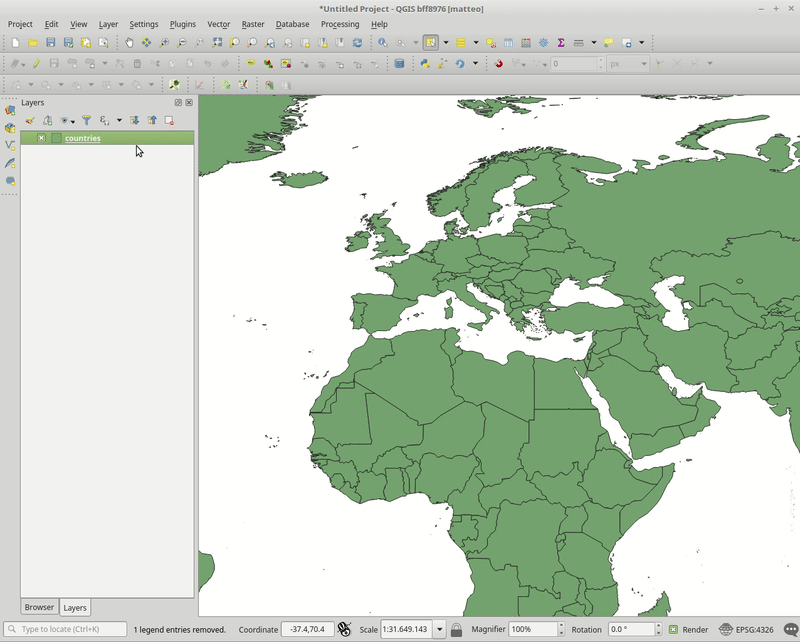 *Untitled Project - QGIS bff8976 [matteo]
Project Edit View Layer Settings Plugins Vector Raster Database Processing Help
0 px
Layers
countries
Browser Layers
Type to locate (Ctrl+K) 1 legend entries removed. Coordinate -37.4,70.4 Scale 1:31.649.143 Magnifier 100% Rotation 0.0 ° Render EPSG:4326